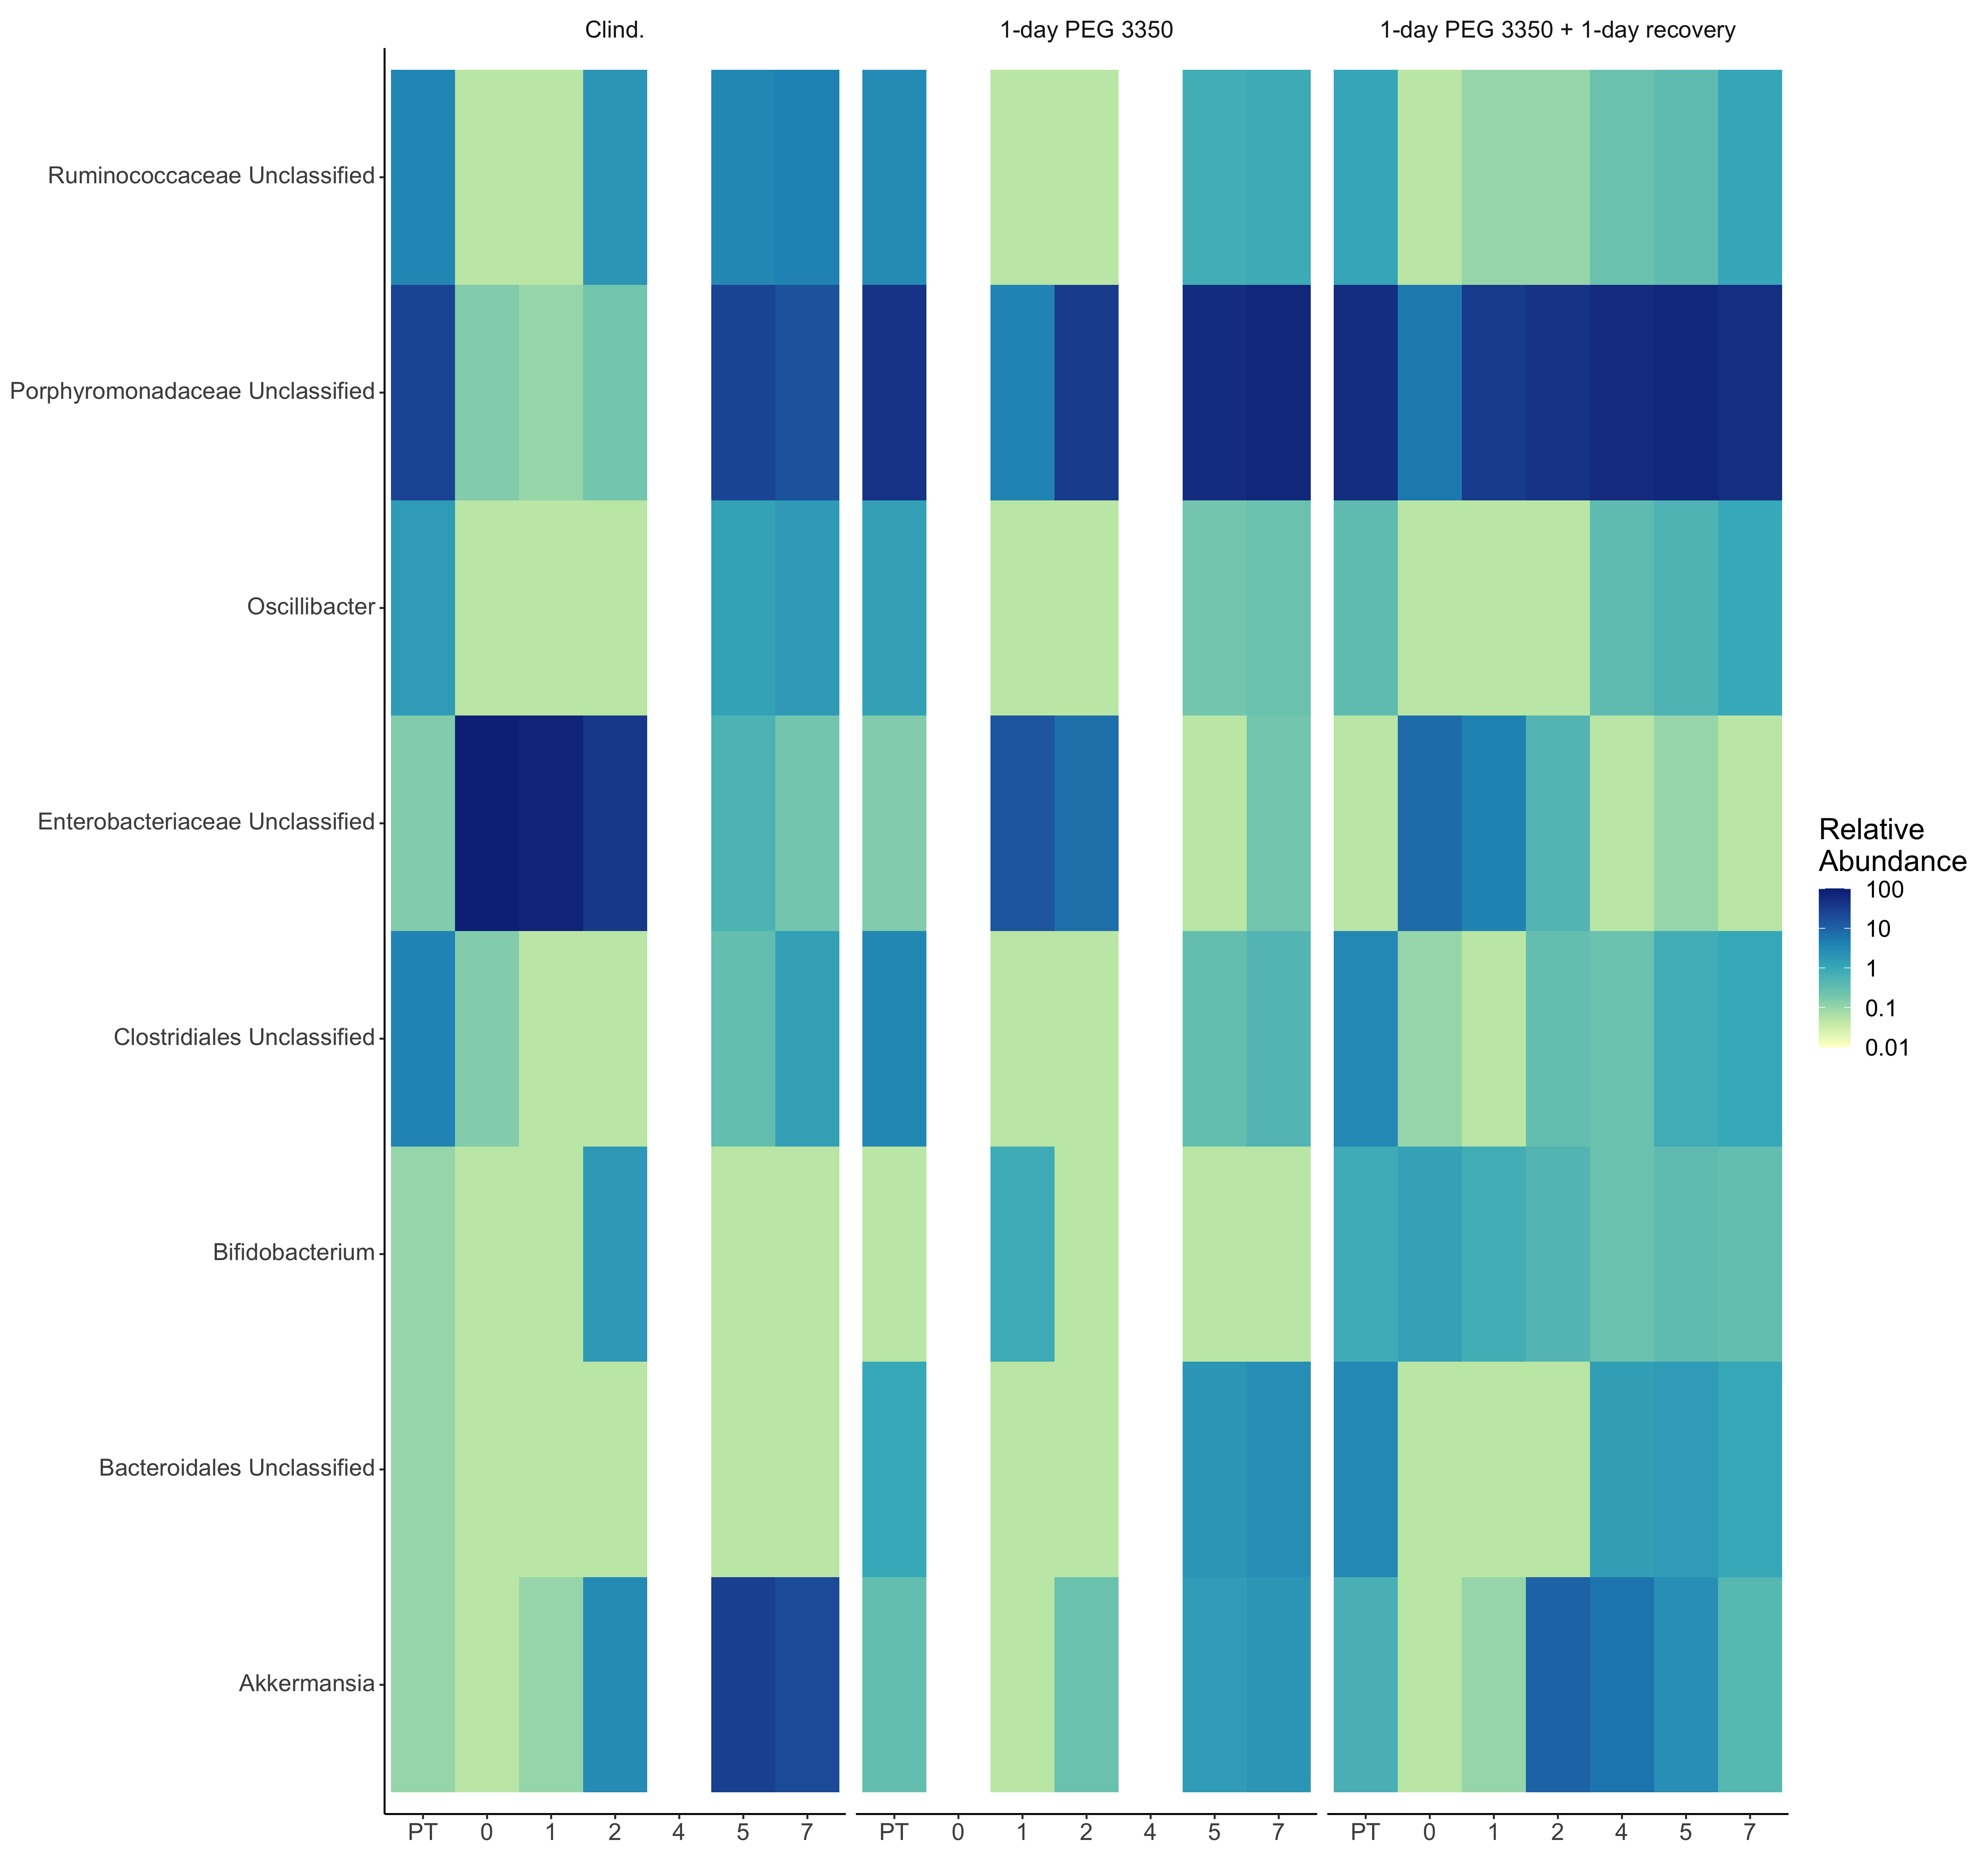 Clind.
1-day PEG 3350
1-day PEG 3350 + 1-day recovery
Ruminococcaceae Unclassified
Porphyromonadaceae Unclassified
Oscillibacter
Enterobacteriaceae Unclassified
Clostridiales Unclassified
Bifidobacterium
Bacteroidales Unclassified
Akkermansia
Relative
Abundance
100
10
1
0.1
0.01
PT 0 1 2 4 5 7
PT 0 1 2 4 5 7
PT 0 1 2 4 5 7